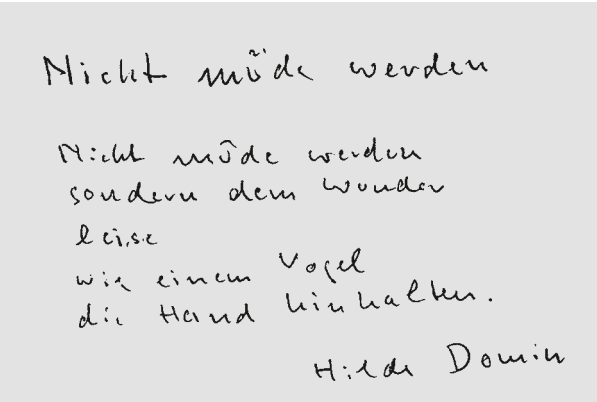 Nicht müde werden
Nicht müde werden
sondern dem Wunder
leise
wie einem Vogel
die Hand hinhalten.
Hilde Domin